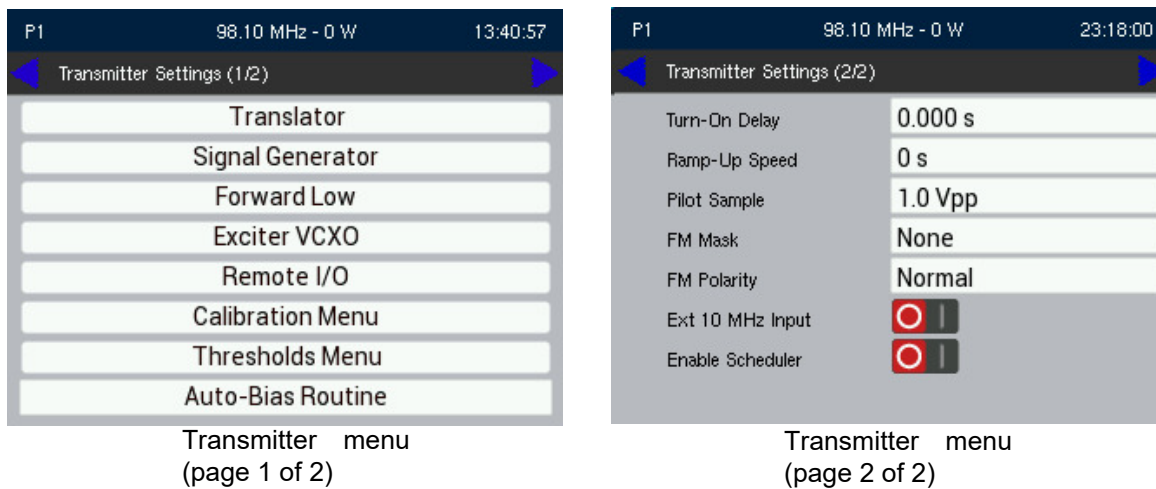 P1 98.10 MHz - 0 W 13:40:57
Transmitter Settings (1/2)
Translator
Signal Generator
Forward Low
Exciter VCXO
Remote I/O
Calibration Menu
Thresholds Menu
Auto-Bias Routine
Transmitter menu
(page 1 of 2)
P1 98.10 MHz - 0 W 23:18:00
Transmitter Settings (2/2)
Turn-On Delay 0.000 s
Ramp-Up Speed 0 s
Pilot Sample 1.0 Vpp
FM Mask None
FM Polarity Normal
Ext 10 MHz Input
Enable Scheduler
Transmitter menu
(page 2 of 2)